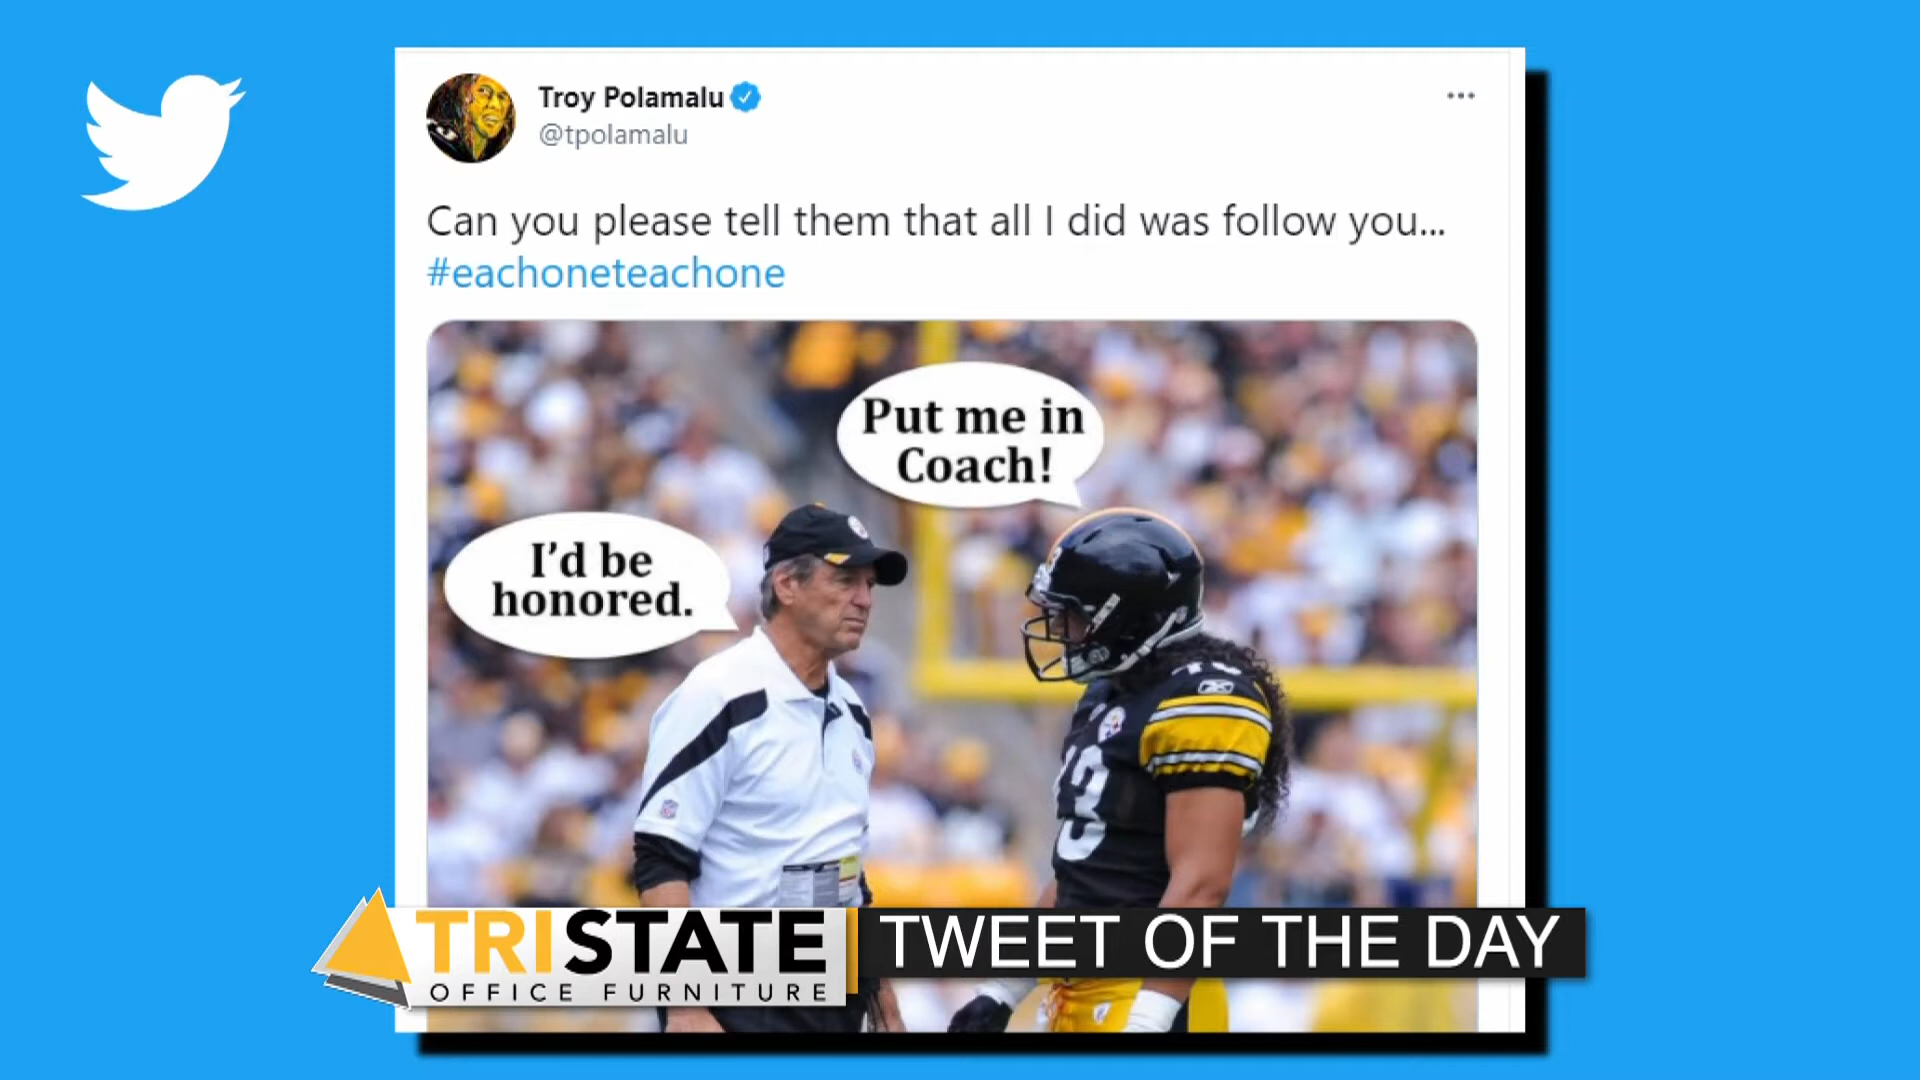 Troy Polamalu
@tpolamalu
Can you please tell them that all I did was follow you...
#eachoneteachone
Put me in
Coach!
I'd be
honored.
TRISTATE
OFFICE FURNITURE
TWEET OF THE DAY